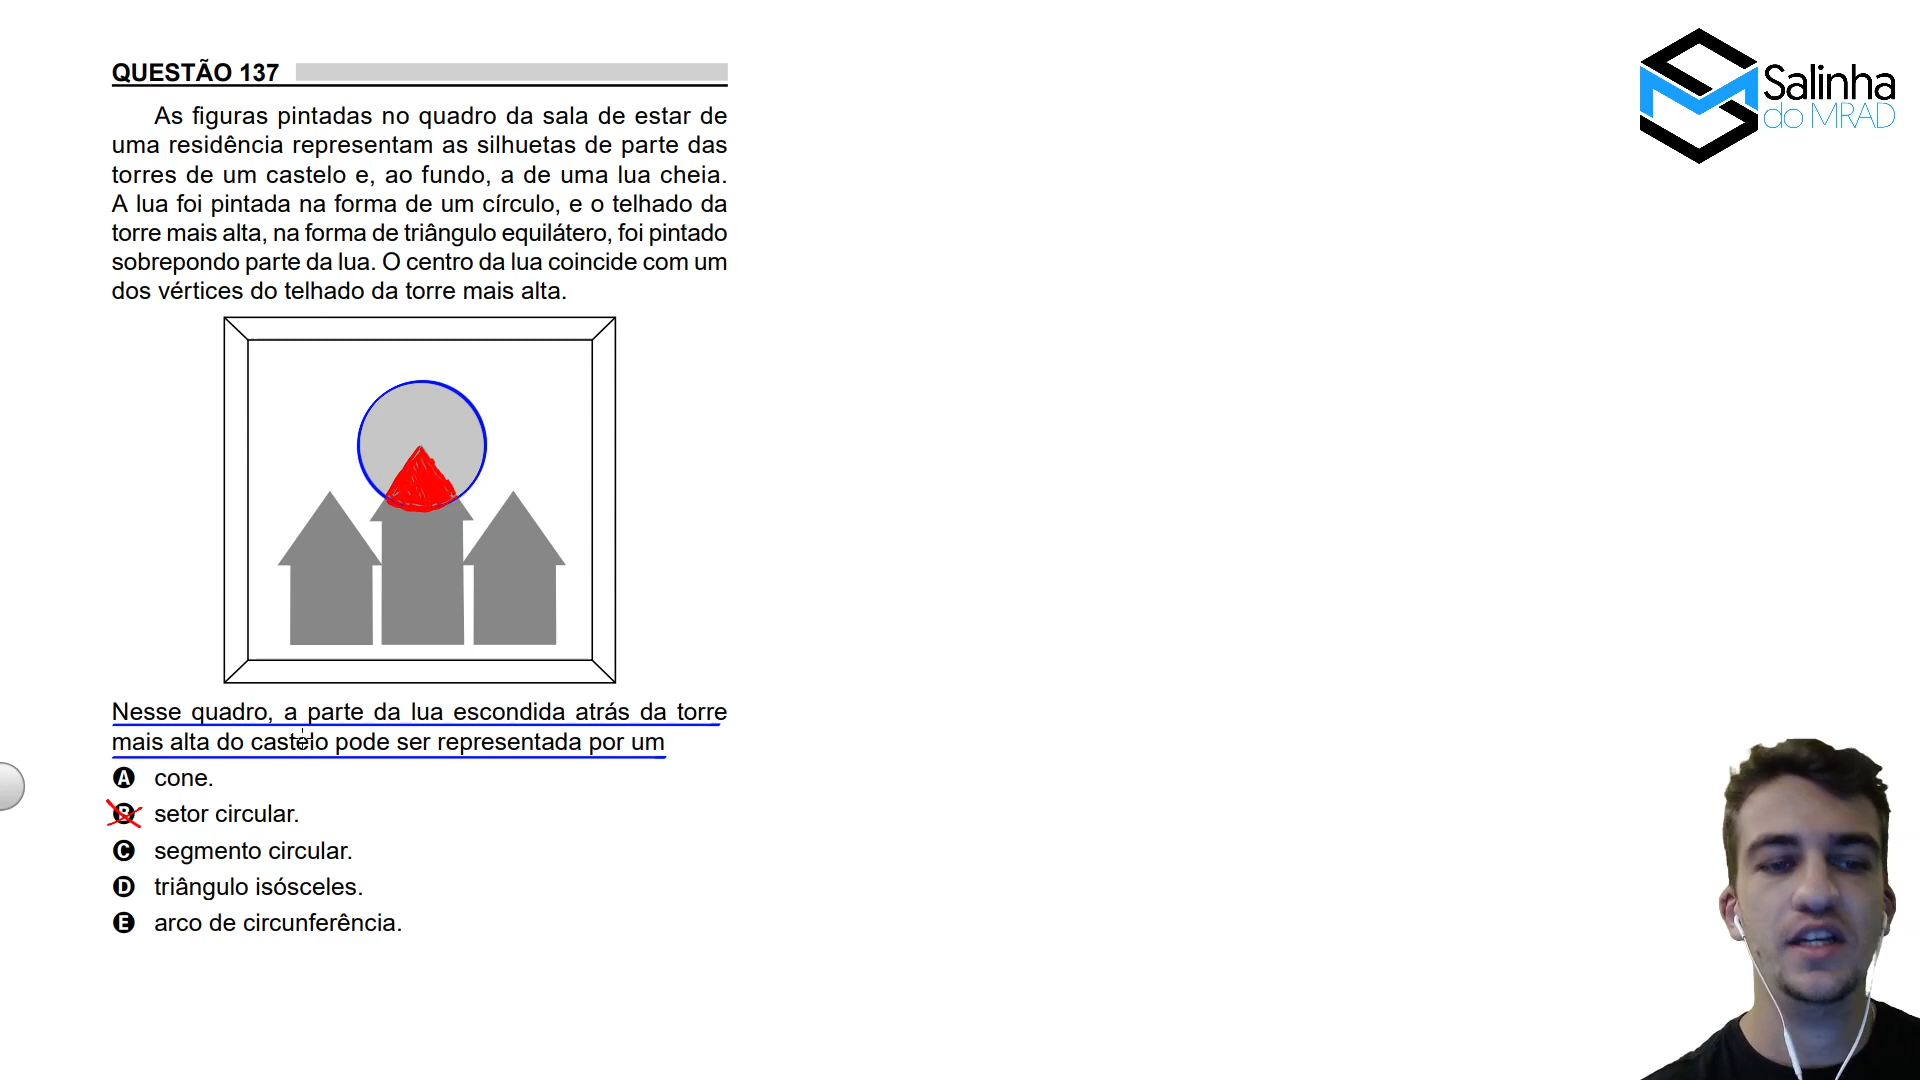 QUESTÃO 137
As figuras pintadas no quadro da sala de estar de
uma residência representam as silhuetas de parte das
torres de um castelo e, ao fundo, a de uma lua cheia.
A lua foi pintada na forma de um círculo, e o telhado da
torre mais alta, na forma de triângulo equilátero, foi pintado
sobrepondo parte da lua. O centro da lua coincide com um
dos vértices do telhado da torre mais alta.
Nesse quadro, a parte da lua escondida atrás da torre
mais alta do castelo pode ser representada por um
A cone.
B setor circular.
C segmento circular.
D triângulo isósceles.
E arco de circunferência.
Salinha
do MRAD